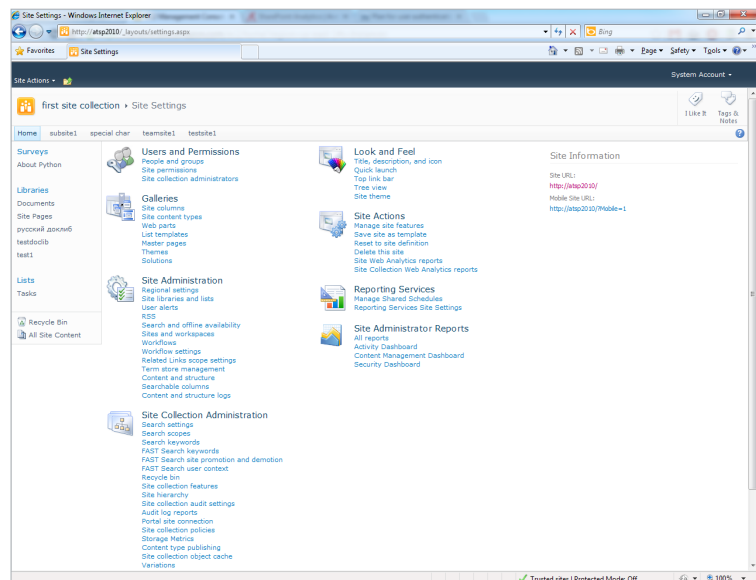 Site Settings - Windows Internet Explorer
http://atsp2010/_layouts/settings.aspx
Bing
Favorites
Site Settings
Page
Safety
Tools
Site Actions
System Account
first site collection ▸ Site Settings
I Like It
Tags & Notes
Home
subsite1
special char
teamsite1
testsite1
Surveys
About Python
Libraries
Documents
Site Pages
русский доклиб
testdoclib
test1
Lists
Tasks
Recycle Bin
All Site Content
Users and Permissions
People and groups
Site permissions
Site collection administrators
Galleries
Site columns
Site content types
Web parts
List templates
Master pages
Themes
Solutions
Site Administration
Regional settings
Site libraries and lists
User alerts
RSS
Search and offline availability
Sites and workspaces
Workflows
Workflow settings
Related Links scope settings
Term store management
Content and structure
Searchable columns
Content and structure logs
Site Collection Administration
Search settings
Search scopes
Search keywords
FAST Search keywords
FAST Search site promotion and demotion
FAST Search user context
Recycle bin
Site collection features
Site hierarchy
Site collection audit settings
Audit log reports
Portal site connection
Site collection policies
Storage Metrics
Content type publishing
Site collection object cache
Variations
Look and Feel
Title, description, and icon
Quick launch
Top link bar
Tree view
Site theme
Site Actions
Manage site features
Save site as template
Reset to site definition
Delete this site
Site Web Analytics reports
Site Collection Web Analytics reports
Reporting Services
Manage Shared Schedules
Reporting Services Site Settings
Site Administrator Reports
All reports
Activity Dashboard
Content Management Dashboard
Security Dashboard
Site Information
Site URL:
http://atsp2010/
Mobile Site URL:
http://atsp2010/?Mobile=1
Trusted sites | Protected Mode: Off
100%